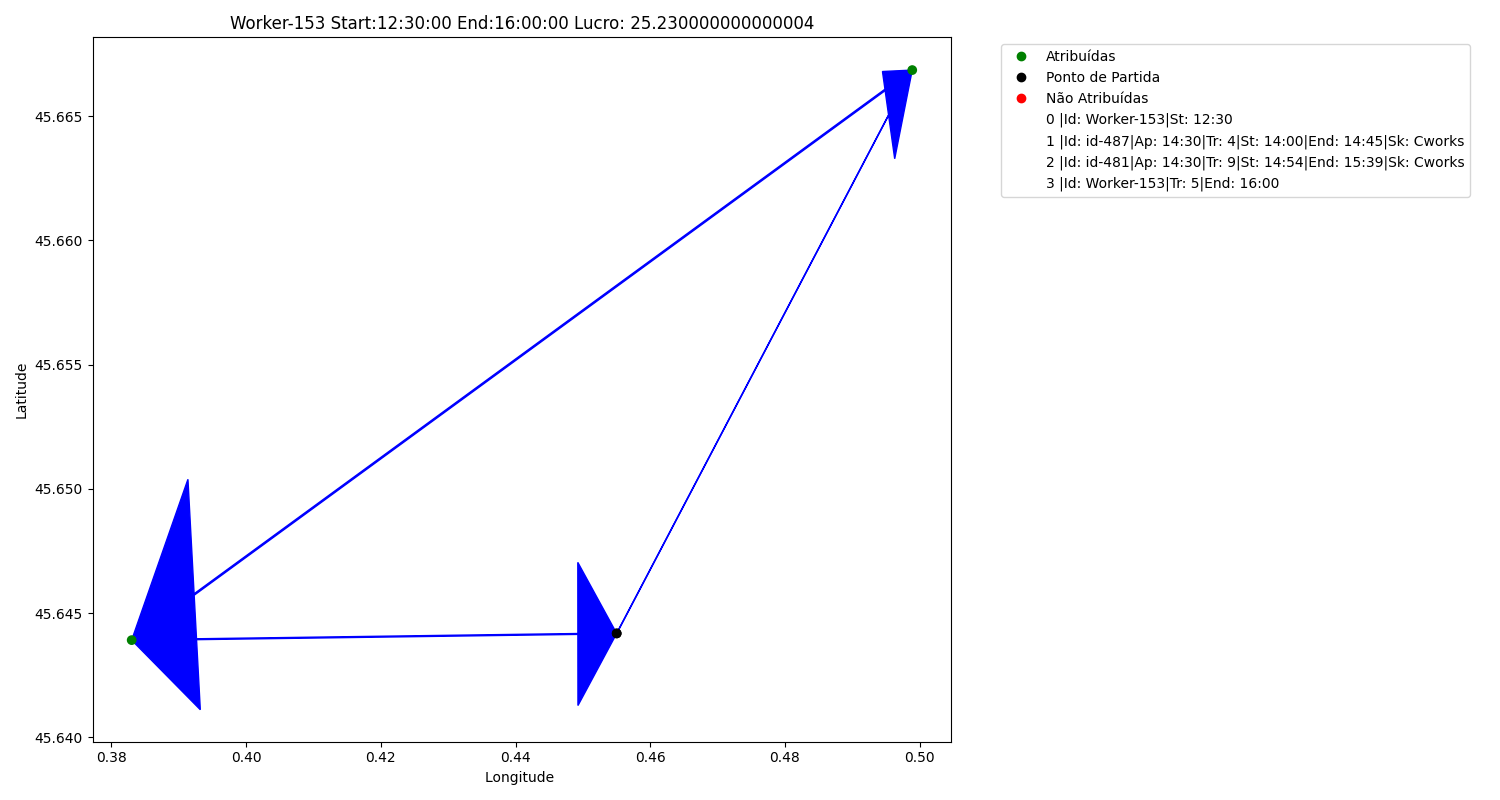 Worker-153 Start:12:30:00 End:16:00:00 Lucro: 25.230000000000004
Atribuídas
Ponto de Partida
Não Atribuídas
0 |Id: Worker-153|St: 12:30
1 |Id: id-487|Ap: 14:30|Tr: 4|St: 14:00|End: 14:45|Sk: Cworks
2 |Id: id-481|Ap: 14:30|Tr: 9|St: 14:54|End: 15:39|Sk: Cworks
3 |Id: Worker-153|Tr: 5|End: 16:00
45.665
45.660
45.655
45.650
45.645
45.640
Latitude
0.38 0.40 0.42 0.44 0.46 0.48 0.50
Longitude